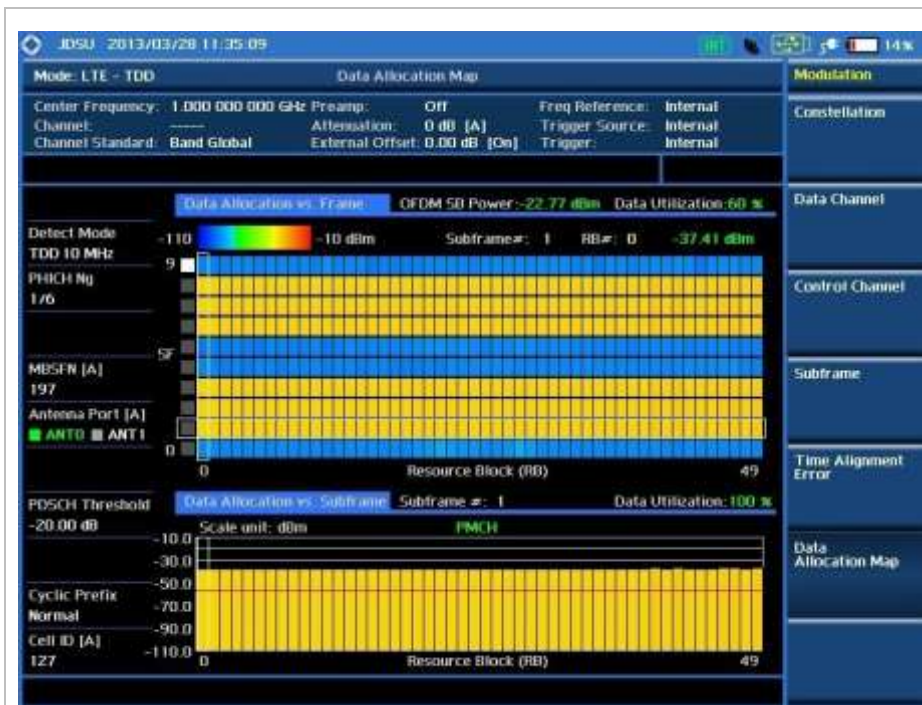 JDSU 2013/03/28 11:35:09
14%
Mode: LTE - TDD
Data Allocation Map
Modulation
Center Frequency: 1.000 000 000 GHz
Preamp: Off
Freq Reference: Internal
Channel: -----
Attenuation: 0 dB [A]
Trigger Source: Internal
Channel Standard: Band Global
External Offset: 0.00 dB [On]
Trigger: Internal
Constellation
Data Channel
Control Channel
Subframe
Time Alignment
Error
Data
Allocation Map
Data Allocation vs. Frame
OFDM SB Power:-22.77 dBm
Data Utilization:60 %
Detect Mode
TDD 10 MHz
PHICH Ng
1/6
MBSFN [A]
197
Antenna Port [A]
ANT0 ANT1
PDSCH Threshold
-20.00 dB
Cyclic Prefix
Normal
Cell ID [A]
127
-110
-10 dBm
Subframe#: 1
RB#: 0
-37.41 dBm
9
SF
0
0
Resource Block (RB)
49
Data Allocation vs. Subframe
Subframe #: 1
Data Utilization:100 %
Scale unit: dBm
PMCH
-10.0
-30.0
-50.0
-70.0
-90.0
-110.0
0
Resource Block (RB)
49